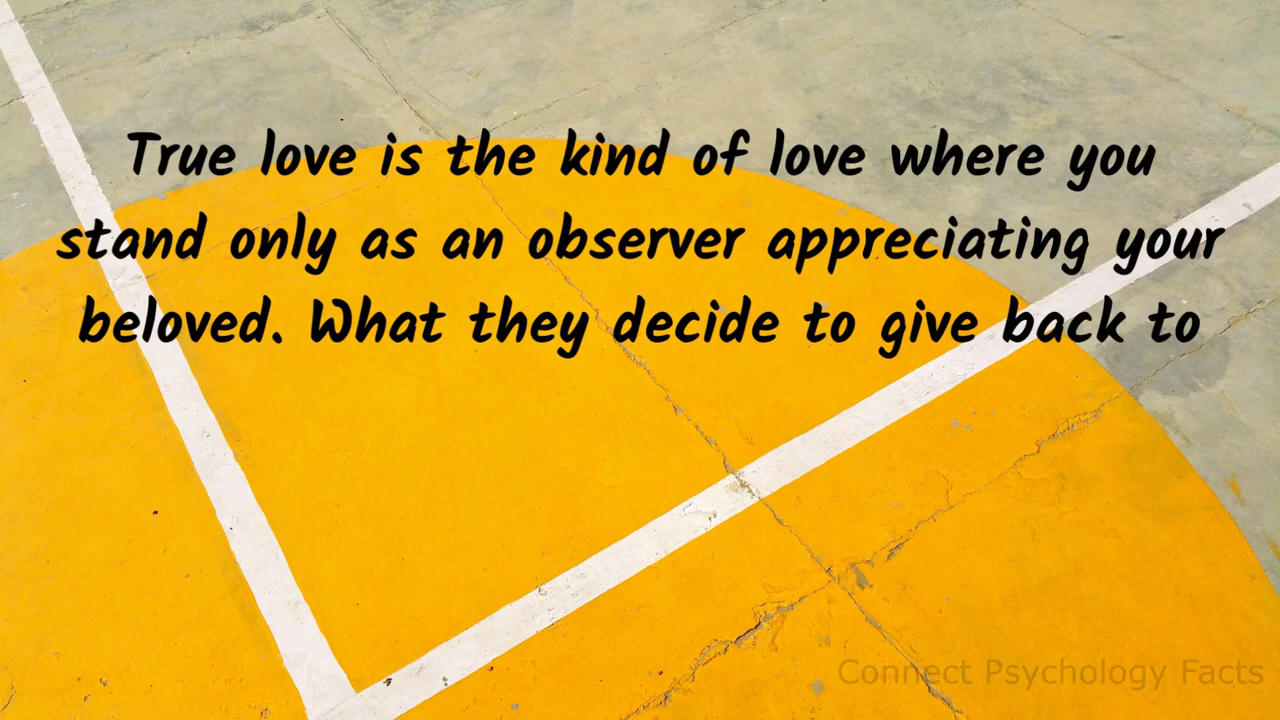 True love is the kind of love where you
stand only as an observer appreciating your
beloved. What they decide to give back to
Connect Psychology Facts